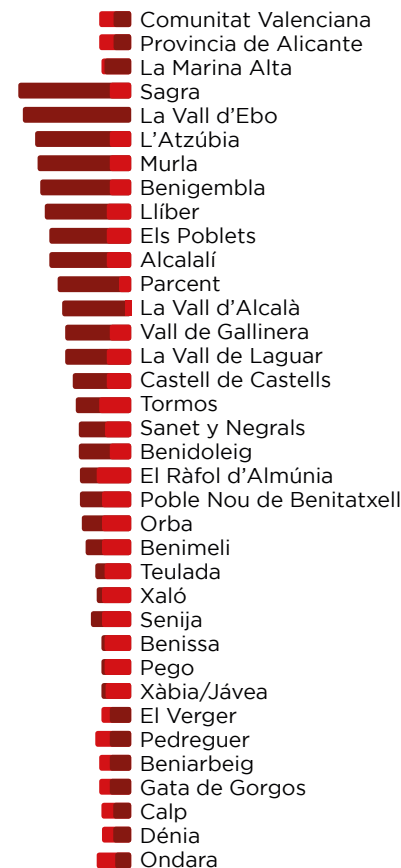 Comunitat Valenciana
Provincia de Alicante
La Marina Alta
Sagra
La Vall d’Ebo
L’Atzúbia
Murla
Benigembla
Llíber
Els Poblets
Alcalalí
Parcent
La Vall d’Alcalà
Vall de Gallinera
La Vall de Laguar
Castell de Castells
Tormos
Sanet y Negrals
Benidoleig
El Ràfol d’Almúnia
Poble Nou de Benitatxell
Orba
Benimeli
Teulada
Xaló
Senija
Benissa
Pego
Xàbia/Jávea
El Verger
Pedreguer
Beniarbeig
Gata de Gorgos
Calp
Dénia
Ondara